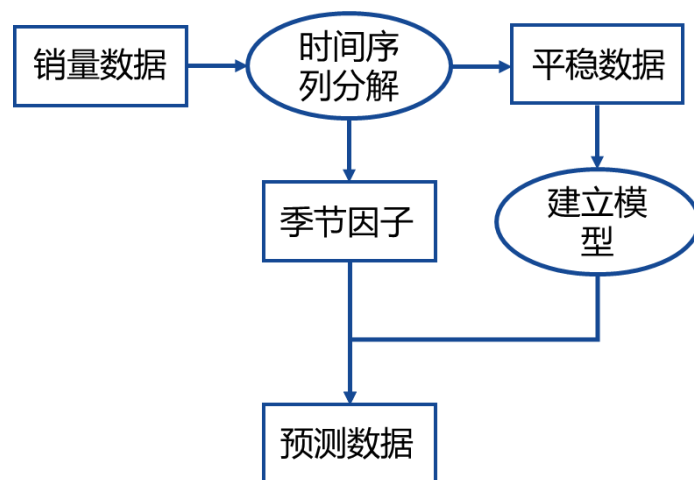 销量数据
时间序
列分解
平稳数据
季节因子
建立模
型
预测数据